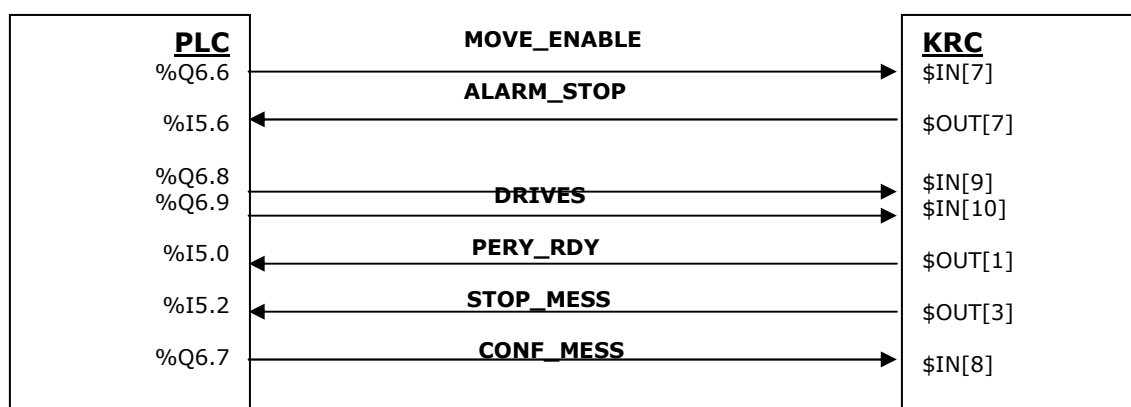 PLC MOVE_ENABLE KRC
%Q6.6 $IN[7]
ALARM_STOP
%I5.6 $OUT[7]
%Q6.8 $IN[9]
%Q6.9 DRIVES $IN[10]
%I5.0 PERY_RDY $OUT[1]
%I5.2 STOP_MESS $OUT[3]
%Q6.7 CONF_MESS $IN[8]